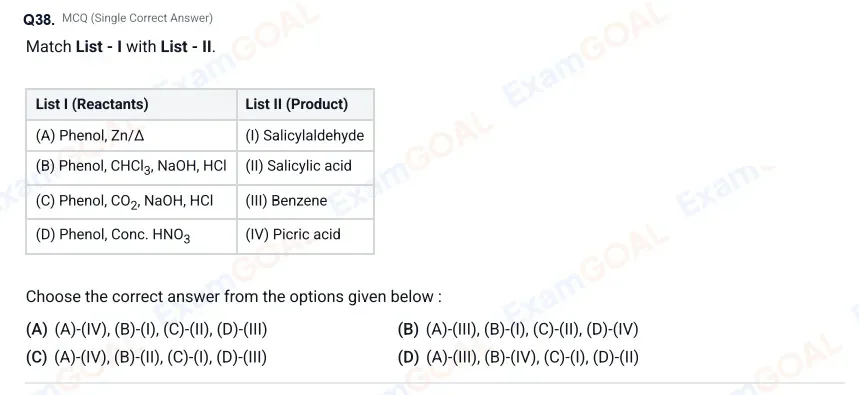 Q38. MCQ (Single Correct Answer)
Match List - I with List - II.
List I (Reactants) List II (Product)
(A) Phenol, Zn/Δ (I) Salicylaldehyde
(B) Phenol, CHCl₃, NaOH, HCl (II) Salicylic acid
(C) Phenol, CO₂, NaOH, HCl (III) Benzene
(D) Phenol, Conc. HNO₃ (IV) Picric acid
Choose the correct answer from the options given below :
(A) (A)-(IV), (B)-(I), (C)-(II), (D)-(III) (B) (A)-(III), (B)-(I), (C)-(II), (D)-(IV)
(C) (A)-(IV), (B)-(II), (C)-(I), (D)-(III) (D) (A)-(III), (B)-(IV), (C)-(I), (D)-(II)
ExamGOAL
ExamGOAL
ExamGOAL